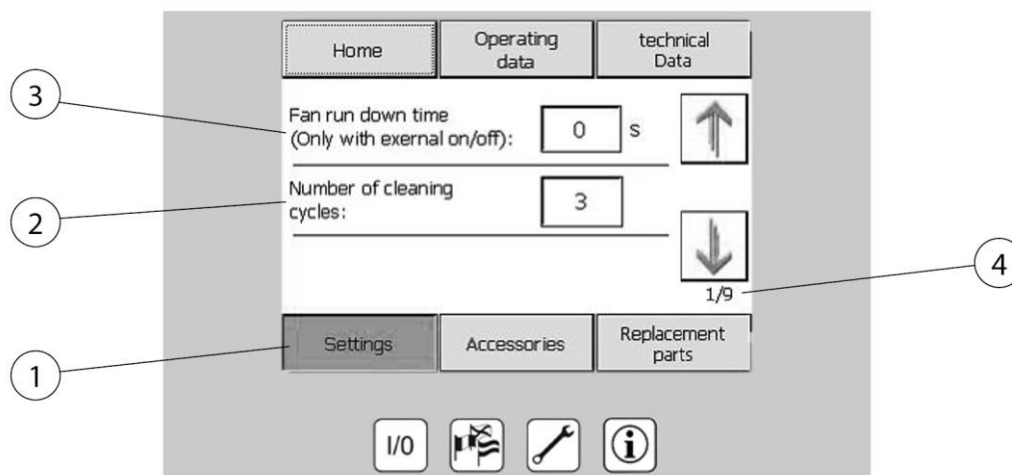 Home
Operating
data
technical
Data
3
Fan run down time
(Only with exernal on/off):
0
s
2
Number of cleaning
cycles:
3
4
1/9
1
Settings
Accessories
Replacement
parts
I/0
i